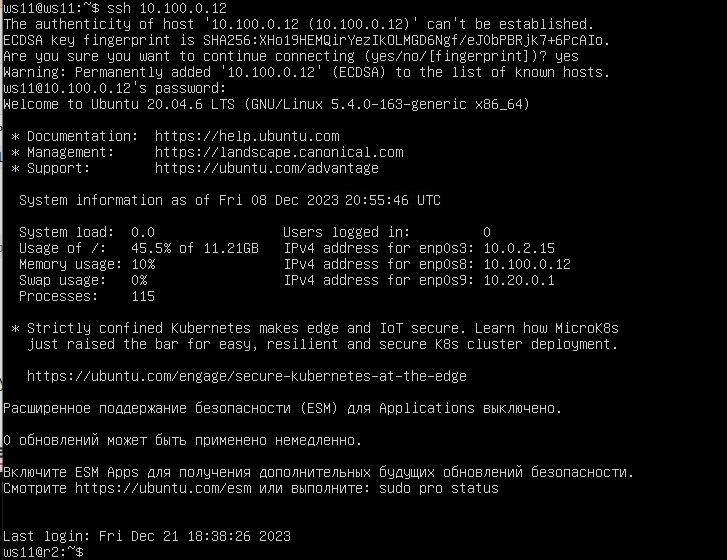 ws11@ws11:~$ ssh 10.100.0.12
The authenticity of host '10.100.0.12 (10.100.0.12)' can't be established.
ECDSA key fingerprint is SHA256:XHo19HEMQirYezIkOLMGD6Ngf/eJ0bPBRjk7+6PcAIo.
Are you sure you want to continue connecting (yes/no/[fingerprint])? yes
Warning: Permanently added '10.100.0.12' (ECDSA) to the list of known hosts.
ws11@10.100.0.12's password:
Welcome to Ubuntu 20.04.6 LTS (GNU/Linux 5.4.0-163-generic x86_64)
* Documentation:  https://help.ubuntu.com
* Management:     https://landscape.canonical.com
* Support:        https://ubuntu.com/advantage
System information as of Fri 08 Dec 2023 20:55:46 UTC
System load:  0.0                Users logged in:         0
Usage of /:   45.5% of 11.21GB   IPv4 address for enp0s3: 10.0.2.15
Memory usage: 10%                IPv4 address for enp0s8: 10.100.0.12
Swap usage:   0%                 IPv4 address for enp0s9: 10.20.0.1
Processes:    115
* Strictly confined Kubernetes makes edge and IoT secure. Learn how MicroK8s
just raised the bar for easy, resilient and secure K8s cluster deployment.
https://ubuntu.com/engage/secure-kubernetes-at-the-edge
Расширенное поддержание безопасности (ESM) для Applications выключено.
0 обновлений может быть применено немедленно.
Включите ESM Apps для получения дополнительных будущих обновлений безопасности.
Смотрите https://ubuntu.com/esm или выполните: sudo pro status
Last login: Fri Dec 21 18:38:26 2023
ws11@r2:~$